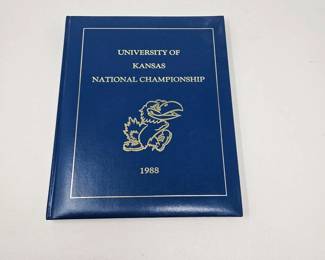 UNIVERSITY OF
KANSAS
NATIONAL CHAMPIONSHIP
1988